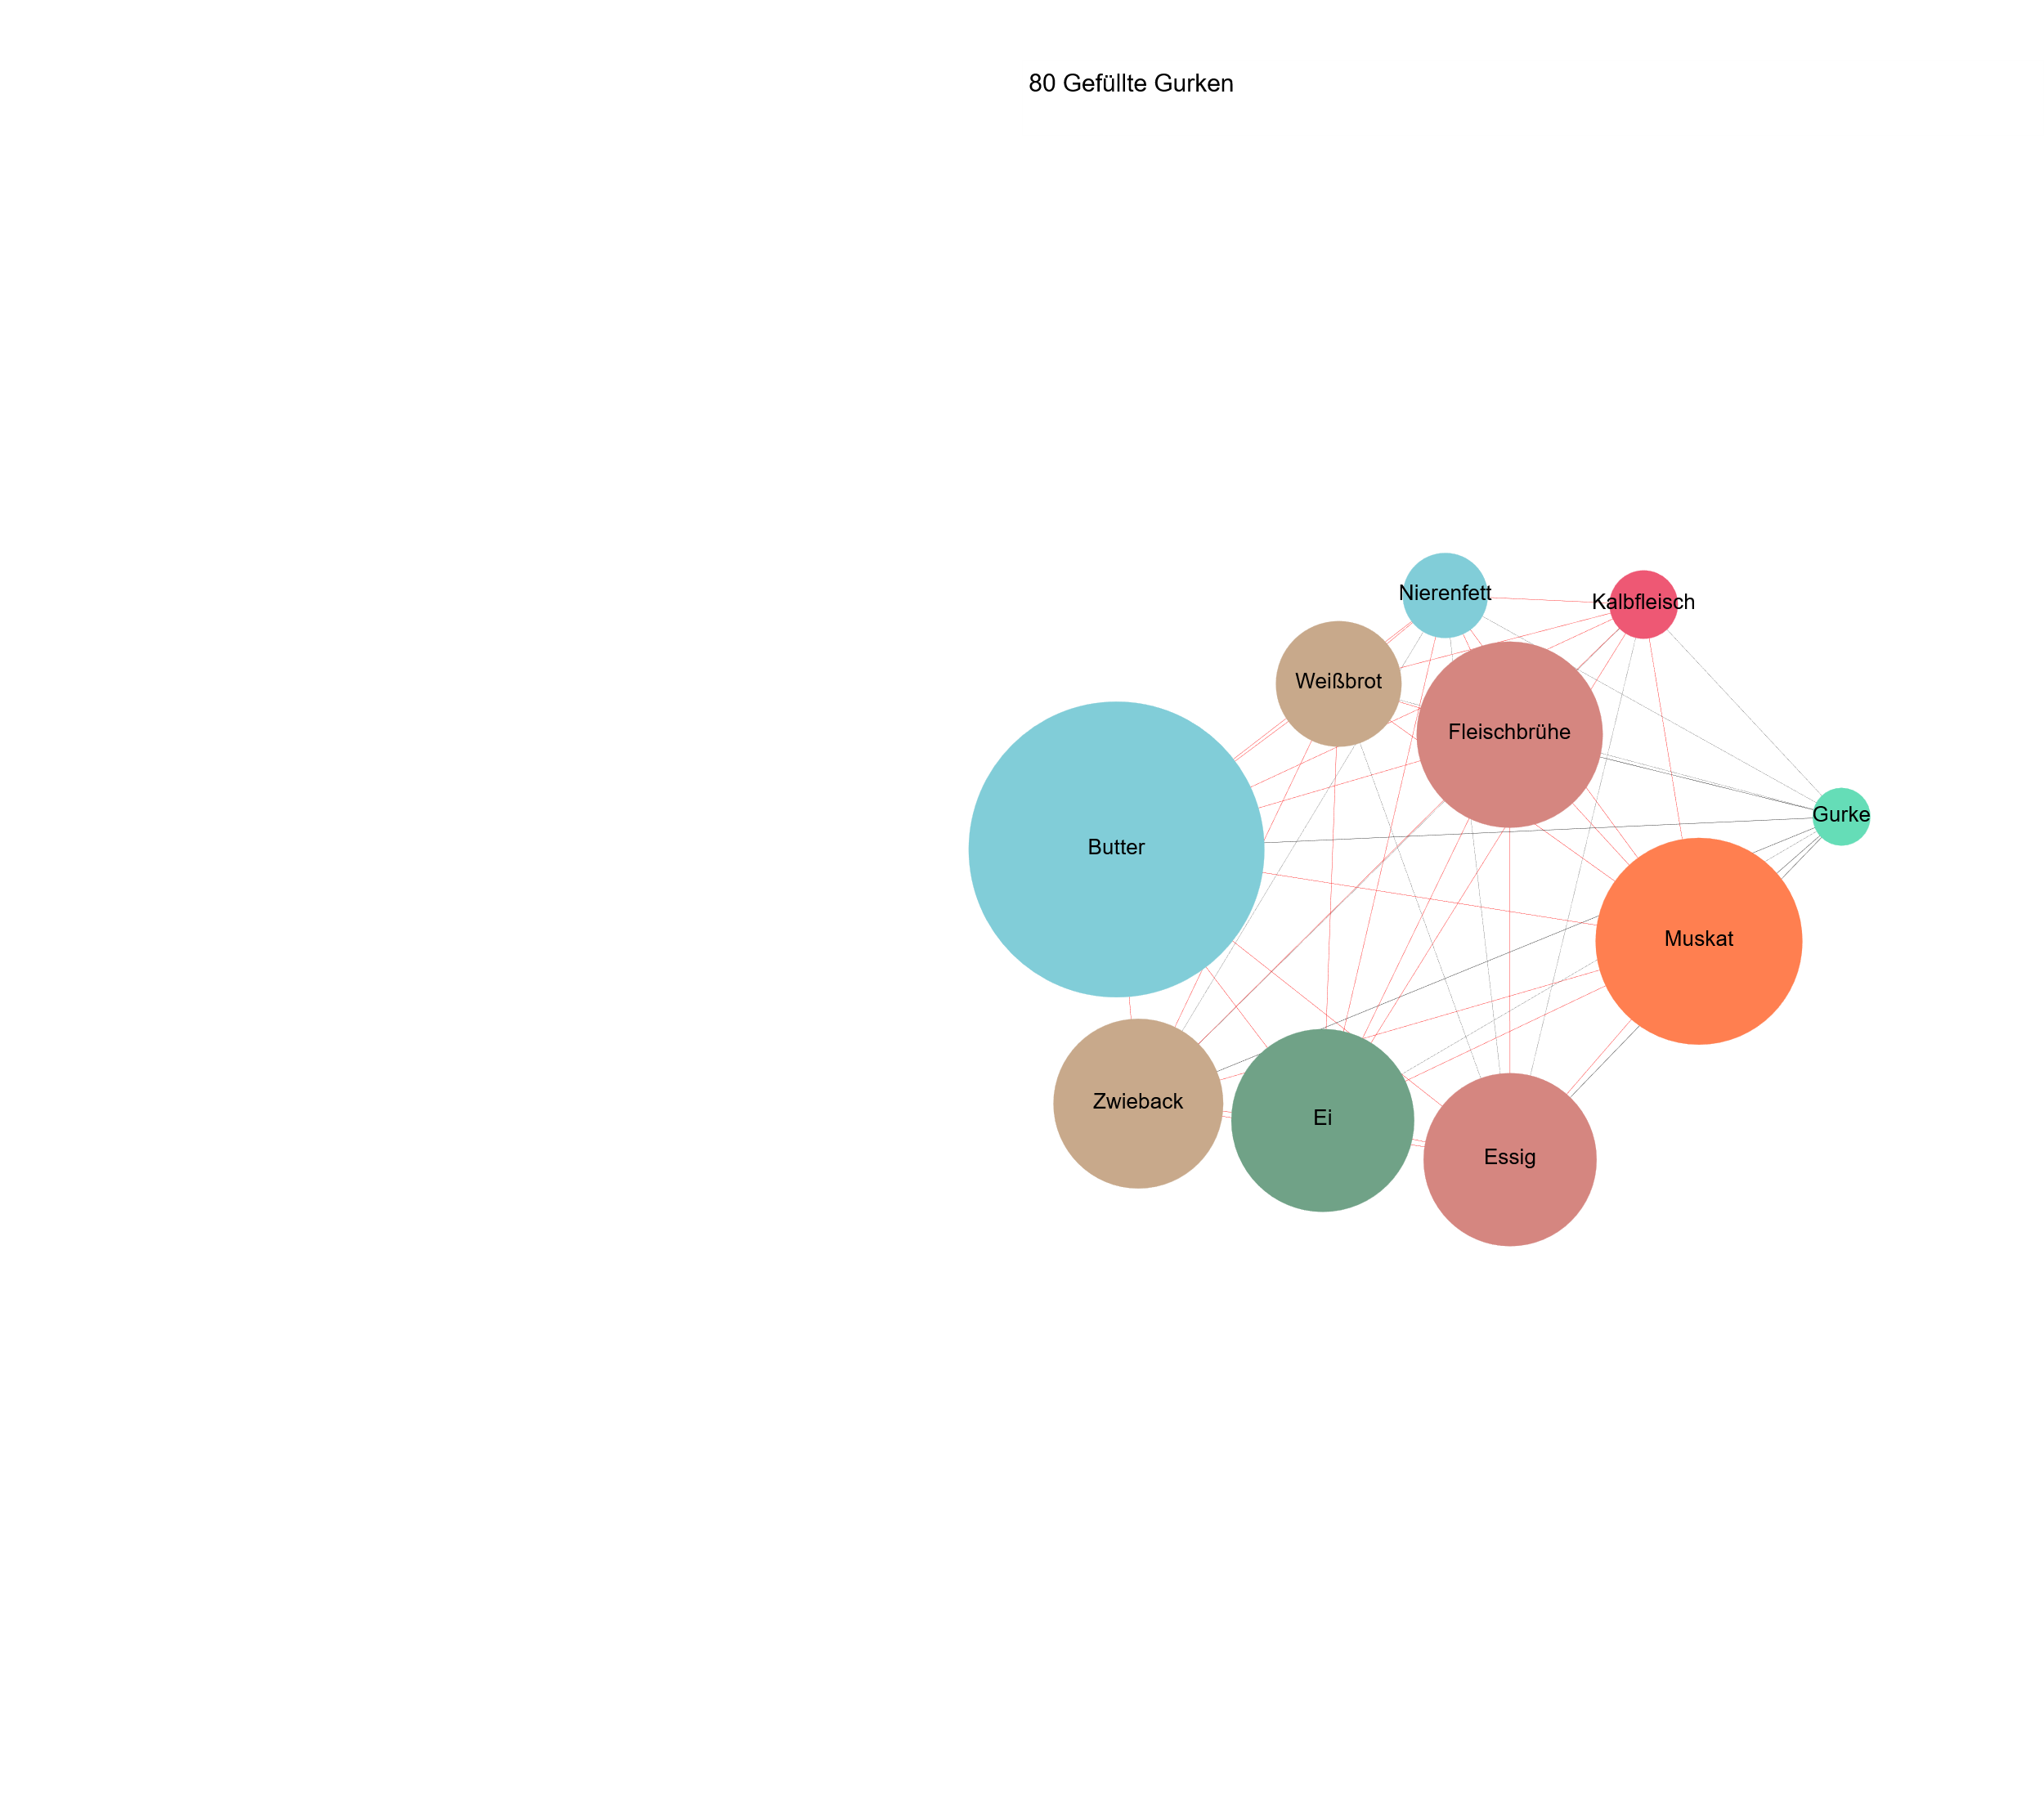 80 Gefüllte Gurken
Nierenfett
Kalbfleisch
Weißbrot
Fleischbrühe
Gurke
Butter
Muskat
Zwieback
Ei
Essig